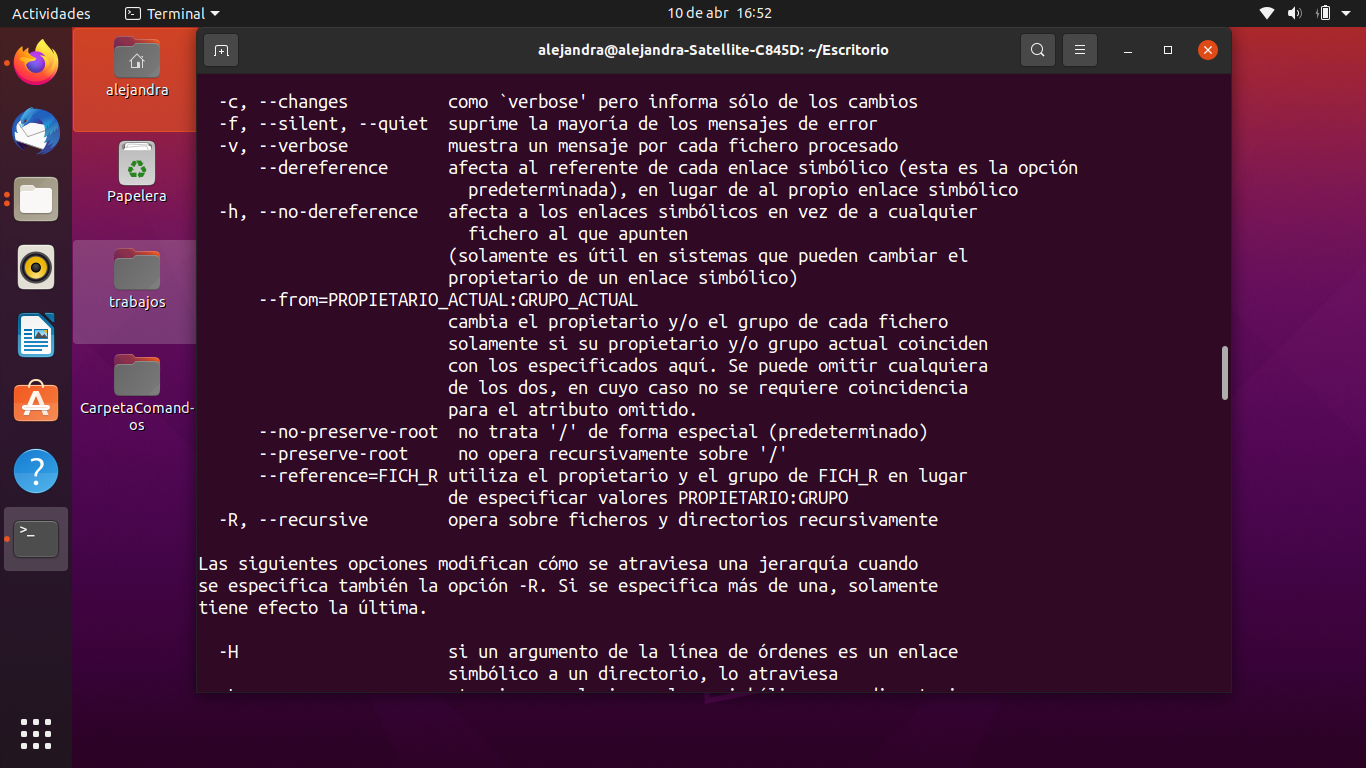 Actividades
Terminal
10 de abr 16:52
alejandra@alejandra-Satellite-C845D: ~/Escritorio
alejandra
Papelera
trabajos
CarpetaComand-
os
-c, --changes como `verbose' pero informa sólo de los cambios
-f, --silent, --quiet suprime la mayoría de los mensajes de error
-v, --verbose muestra un mensaje por cada fichero procesado
--dereference afecta al referente de cada enlace simbólico (esta es la opción
predeterminada), en lugar de al propio enlace simbólico
-h, --no-dereference afecta a los enlaces simbólicos en vez de a cualquier
fichero al que apunten
(solamente es útil en sistemas que pueden cambiar el
propietario de un enlace simbólico)
--from=PROPIETARIO_ACTUAL:GRUPO_ACTUAL
cambia el propietario y/o el grupo de cada fichero
solamente si su propietario y/o grupo actual coinciden
con los especificados aquí. Se puede omitir cualquiera
de los dos, en cuyo caso no se requiere coincidencia
para el atributo omitido.
--no-preserve-root no trata '/' de forma especial (predeterminado)
--preserve-root no opera recursivamente sobre '/'
--reference=FICH_R utiliza el propietario y el grupo de FICH_R en lugar
de especificar valores PROPIETARIO:GRUPO
-R, --recursive opera sobre ficheros y directorios recursivamente
Las siguientes opciones modifican cómo se atraviesa una jerarquía cuando
se especifica también la opción -R. Si se especifica más de una, solamente
tiene efecto la última.
-H si un argumento de la línea de órdenes es un enlace
simbólico a un directorio, lo atraviesa